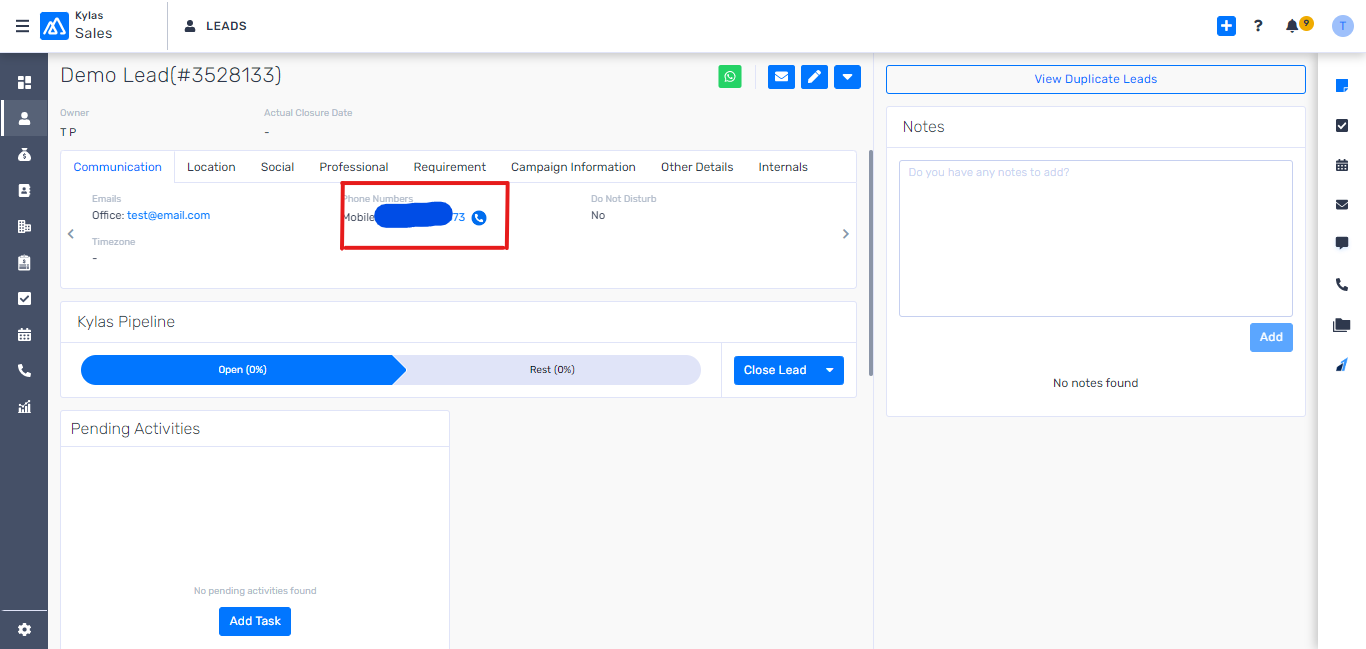 Kylas
Sales
LEADS
9
T
Demo Lead(#3528133)
Owner
T P
Actual Closure Date
-
Communication Location Social Professional Requirement Campaign Information Other Details Internals
Emails
Office: test@email.com
Timezone
-
Phone Numbers
Mobile 73
Do Not Disturb
No
Kylas Pipeline
Open (0%)
Rest (0%)
Close Lead
Pending Activities
No pending activities found
Add Task
View Duplicate Leads
Notes
Do you have any notes to add?
Add
No notes found